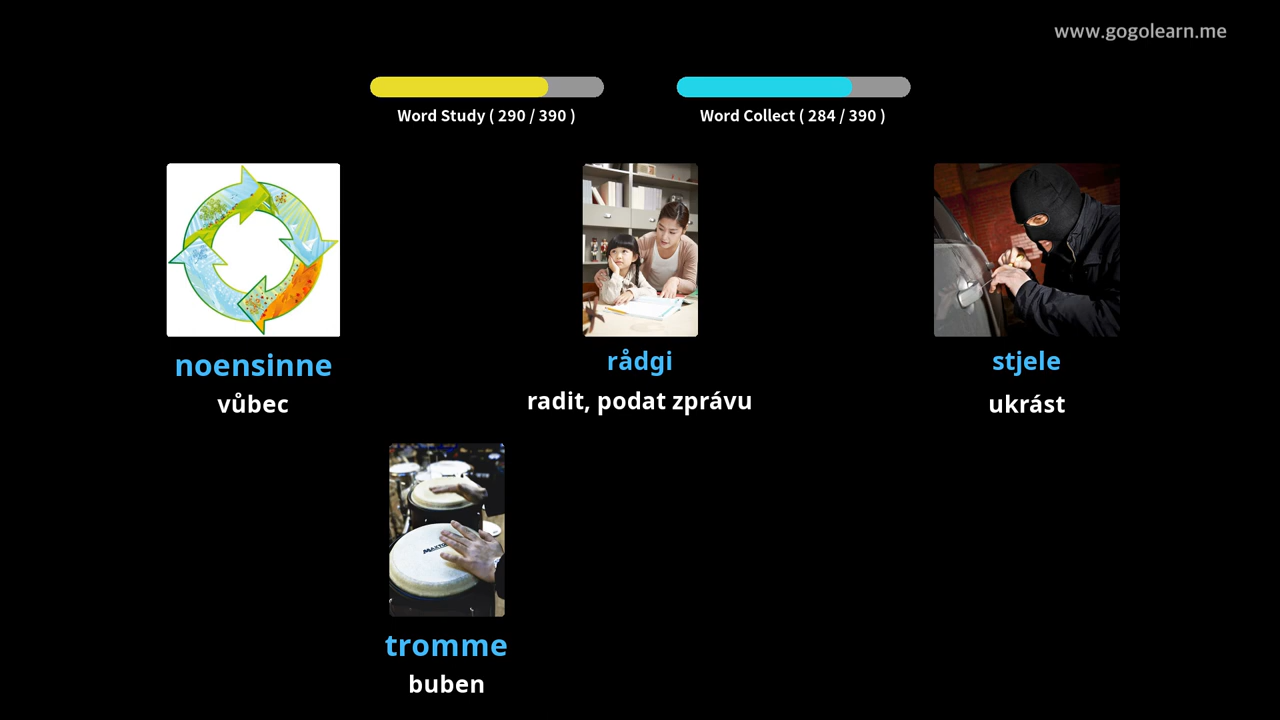 www.gogolearn.me
Word Study ( 290 / 390 )
Word Collect ( 284 / 390 )
noensinne
vůbec
rådgi
radit, podat zprávu
stjele
ukrást
tromme
buben